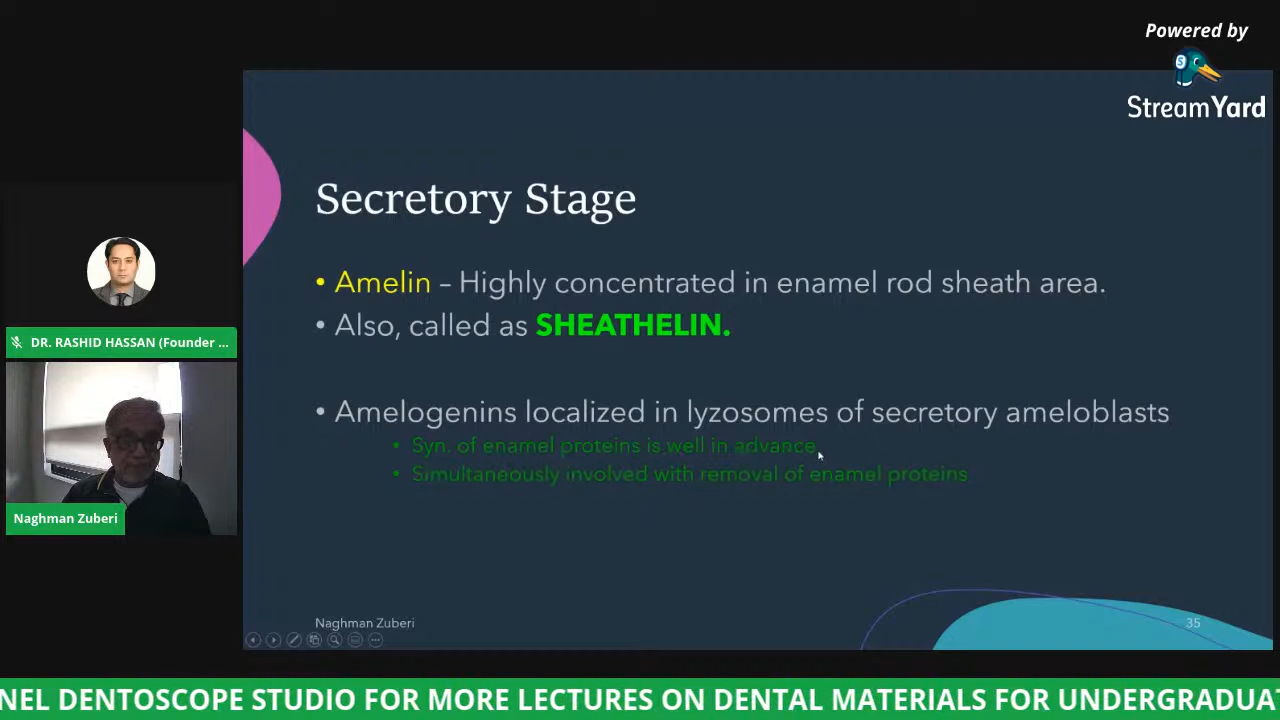 Powered by
StreamYard
Secretory Stage
• Amelin – Highly concentrated in enamel rod sheath area.
• Also, called as SHEATHELIN.
• Amelogenins localized in lyzosomes of secretory ameloblasts
• Syn. of enamel proteins is well in advance
• Simultaneously involved with removal of enamel proteins
DR. RASHID HASSAN (Founder ...
Naghman Zuberi
Naghman Zuberi
35
NEL DENTOSCOPE STUDIO FOR MORE LECTURES ON DENTAL MATERIALS FOR UNDERGRADUAT